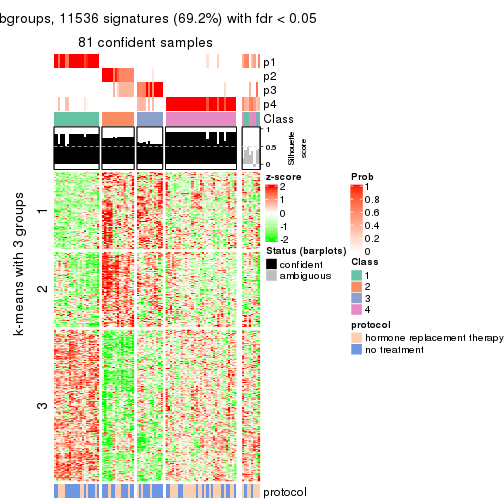 bgroups, 11536 signatures (69.2%) with fdr < 0.05
81 confident samples
p1
p2
p3
p4
Class
1
0.5
0
Silhouette
score
k-means with 3 groups
1
2
3
z-score
2
1
0
-1
-2
Status (barplots)
confident
ambiguous
Prob
1
0.8
0.6
0.4
0.2
0
Class
1
2
3
4
protocol
hormone replacement therapy
no treatment
protocol